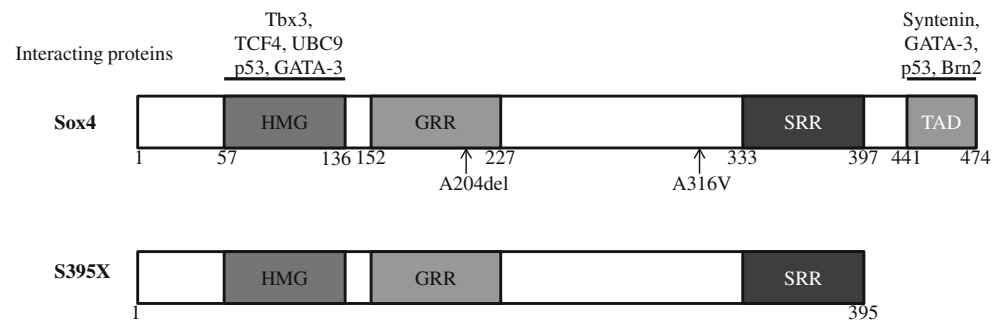 Tbx3,
TCF4, UBC9
p53, GATA-3
Syntenin,
GATA-3,
p53, Brn2
Interacting proteins
Sox4
HMG
GRR
SRR
TAD
1
57
136
152
227
333
397
441
474
A204del
A316V
S395X
HMG
GRR
SRR
1
395